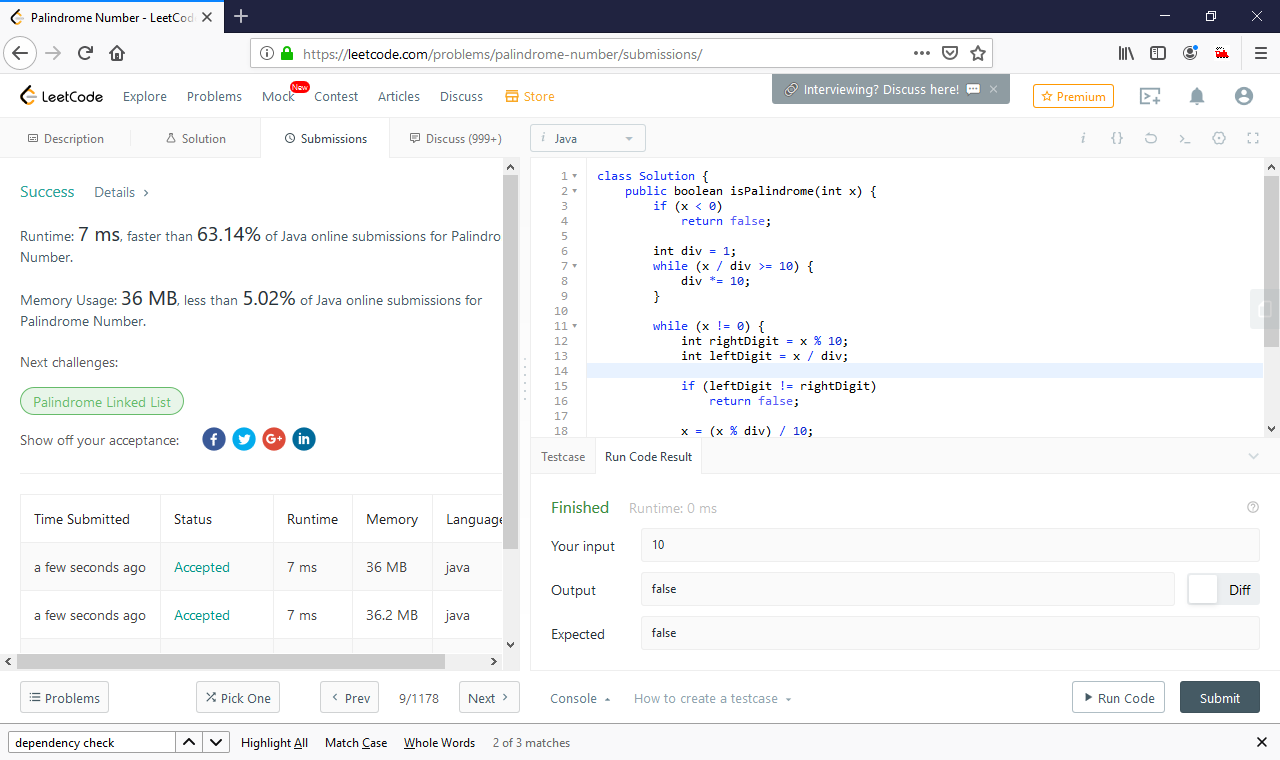 Palindrome Number - LeetCod
https://leetcode.com/problems/palindrome-number/submissions/
LeetCode
Explore
Problems
Mock
New
Contest
Articles
Discuss
Store
Interviewing? Discuss here!
Premium
Description
Solution
Submissions
Discuss (999+)
i Java
Success
Details
Runtime: 7 ms, faster than 63.14% of Java online submissions for Palindro
Number.
Memory Usage: 36 MB, less than 5.02% of Java online submissions for
Palindrome Number.
Next challenges:
Palindrome Linked List
Show off your acceptance:
Time Submitted Status Runtime Memory Language
a few seconds ago Accepted 7 ms 36 MB java
a few seconds ago Accepted 7 ms 36.2 MB java
1 class Solution {
2 public boolean isPalindrome(int x) {
3 if (x < 0)
4 return false;
5
6 int div = 1;
7 while (x / div >= 10) {
8 div *= 10;
9 }
10
11 while (x != 0) {
12 int rightDigit = x % 10;
13 int leftDigit = x / div;
14
15 if (leftDigit != rightDigit)
16 return false;
17
18 x = (x % div) / 10;
Testcase
Run Code Result
Finished Runtime: 0 ms
Your input 10
Output false Diff
Expected false
Problems
Pick One
Prev
9/1178
Next
Console
How to create a testcase
Run Code
Submit
dependency check
Highlight All
Match Case
Whole Words
2 of 3 matches